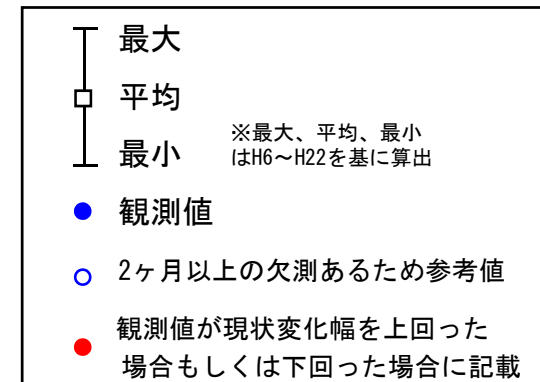 最大
平均
最小
※最大、平均、最小
はH6～H22を基に算出
観測値
2ヶ月以上の欠測あるため参考値
観測値が現状変化幅を上回った
場合もしくは下回った場合に記載